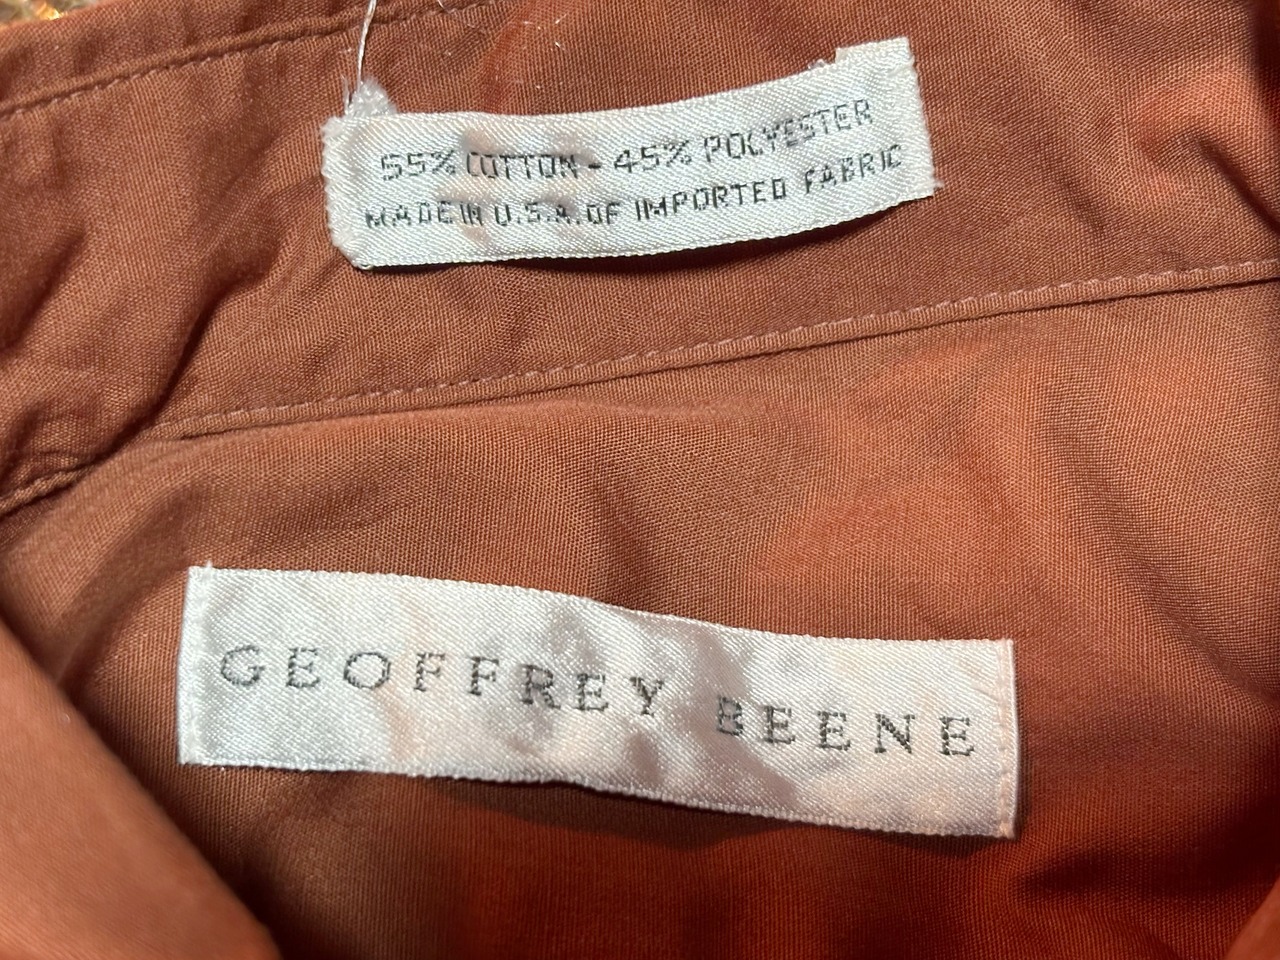 55% COTTON - 45% POLYESTER
MADE IN U.S.A. OF IMPORTED FABRIC
GEOFFREY BEENE